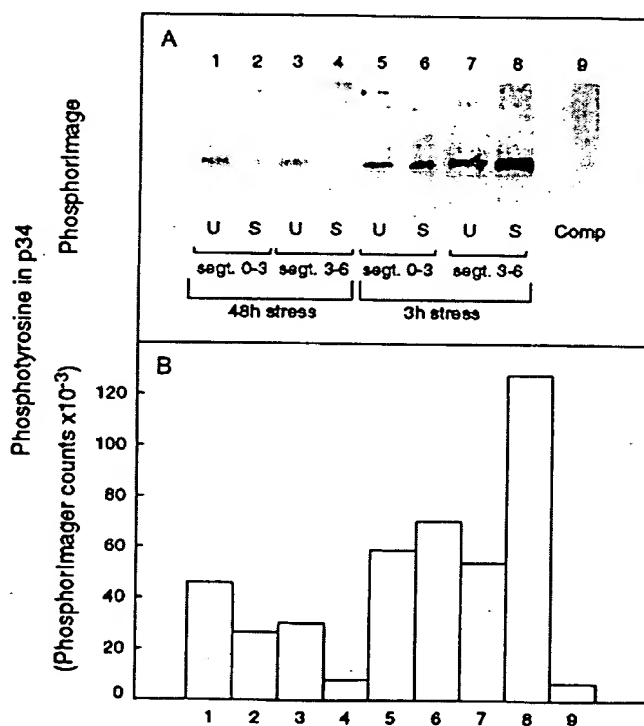 A
1 2 3 4 5 6 7 8 9
PhosphorImage
U S U S U S U S Comp
segt. 0-3 segt. 3-6 segt. 0-3 segt. 3-6
48h stress 3h stress
Phosphotyrosine in p34
(PhosphorImager counts x10-3)
B
120
100
80
60
40
20
0
1 2 3 4 5 6 7 8 9